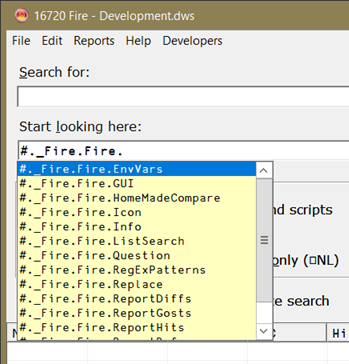 16720 Fire - Development.dws
File Edit Reports Help Developers
Search for:
Start looking here:
#._Fire.Fire.
#._Fire.Fire.EnvVars
#._Fire.Fire.GUI
#._Fire.Fire.HomeMadeCompare
#._Fire.Fire.Icon
#._Fire.Fire.Info
#._Fire.Fire.ListSearch
#._Fire.Fire.Question
#._Fire.Fire.RegExPatterns
#._Fire.Fire.Replace
#._Fire.Fire.ReportDiffs
#._Fire.Fire.ReportGosts
#._Fire.Fire.ReportHits
nd scripts
only (⎕NL)
e search
N C Hi